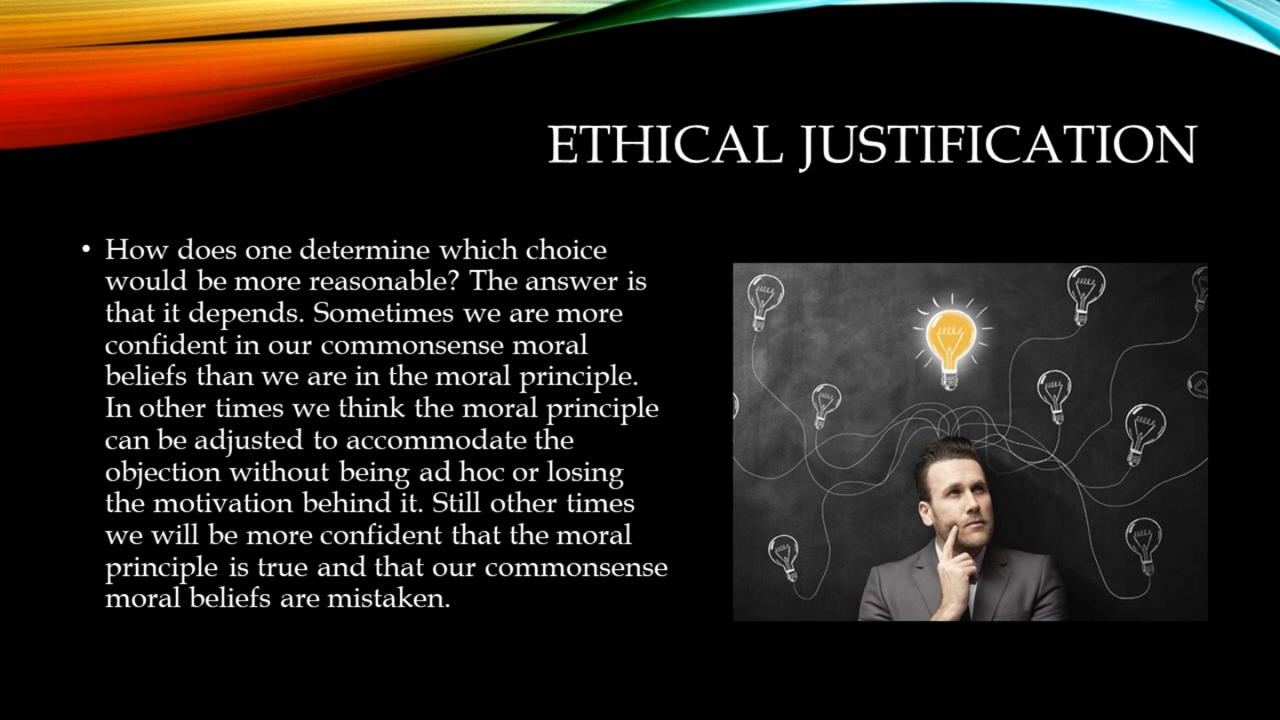 ETHICAL JUSTIFICATION
• How does one determine which choice
would be more reasonable? The answer is
that it depends. Sometimes we are more
confident in our commonsense moral
beliefs than we are in the moral principle.
In other times we think the moral principle
can be adjusted to accommodate the
objection without being ad hoc or losing
the motivation behind it. Still other times
we will be more confident that the moral
principle is true and that our commonsense
moral beliefs are mistaken.